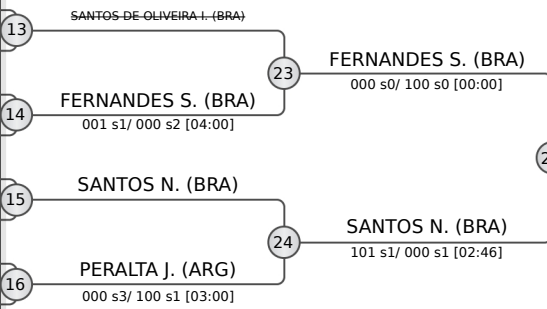 SANTOS DE OLIVEIRA I. (BRA)
13
23
FERNANDES S. (BRA)
000 s0/ 100 s0 [00:00]
14
FERNANDES S. (BRA)
001 s1/ 000 s2 [04:00]
15
SANTOS N. (BRA)
24
SANTOS N. (BRA)
101 s1/ 000 s1 [02:46]
16
PERALTA J. (ARG)
000 s3/ 100 s1 [03:00]